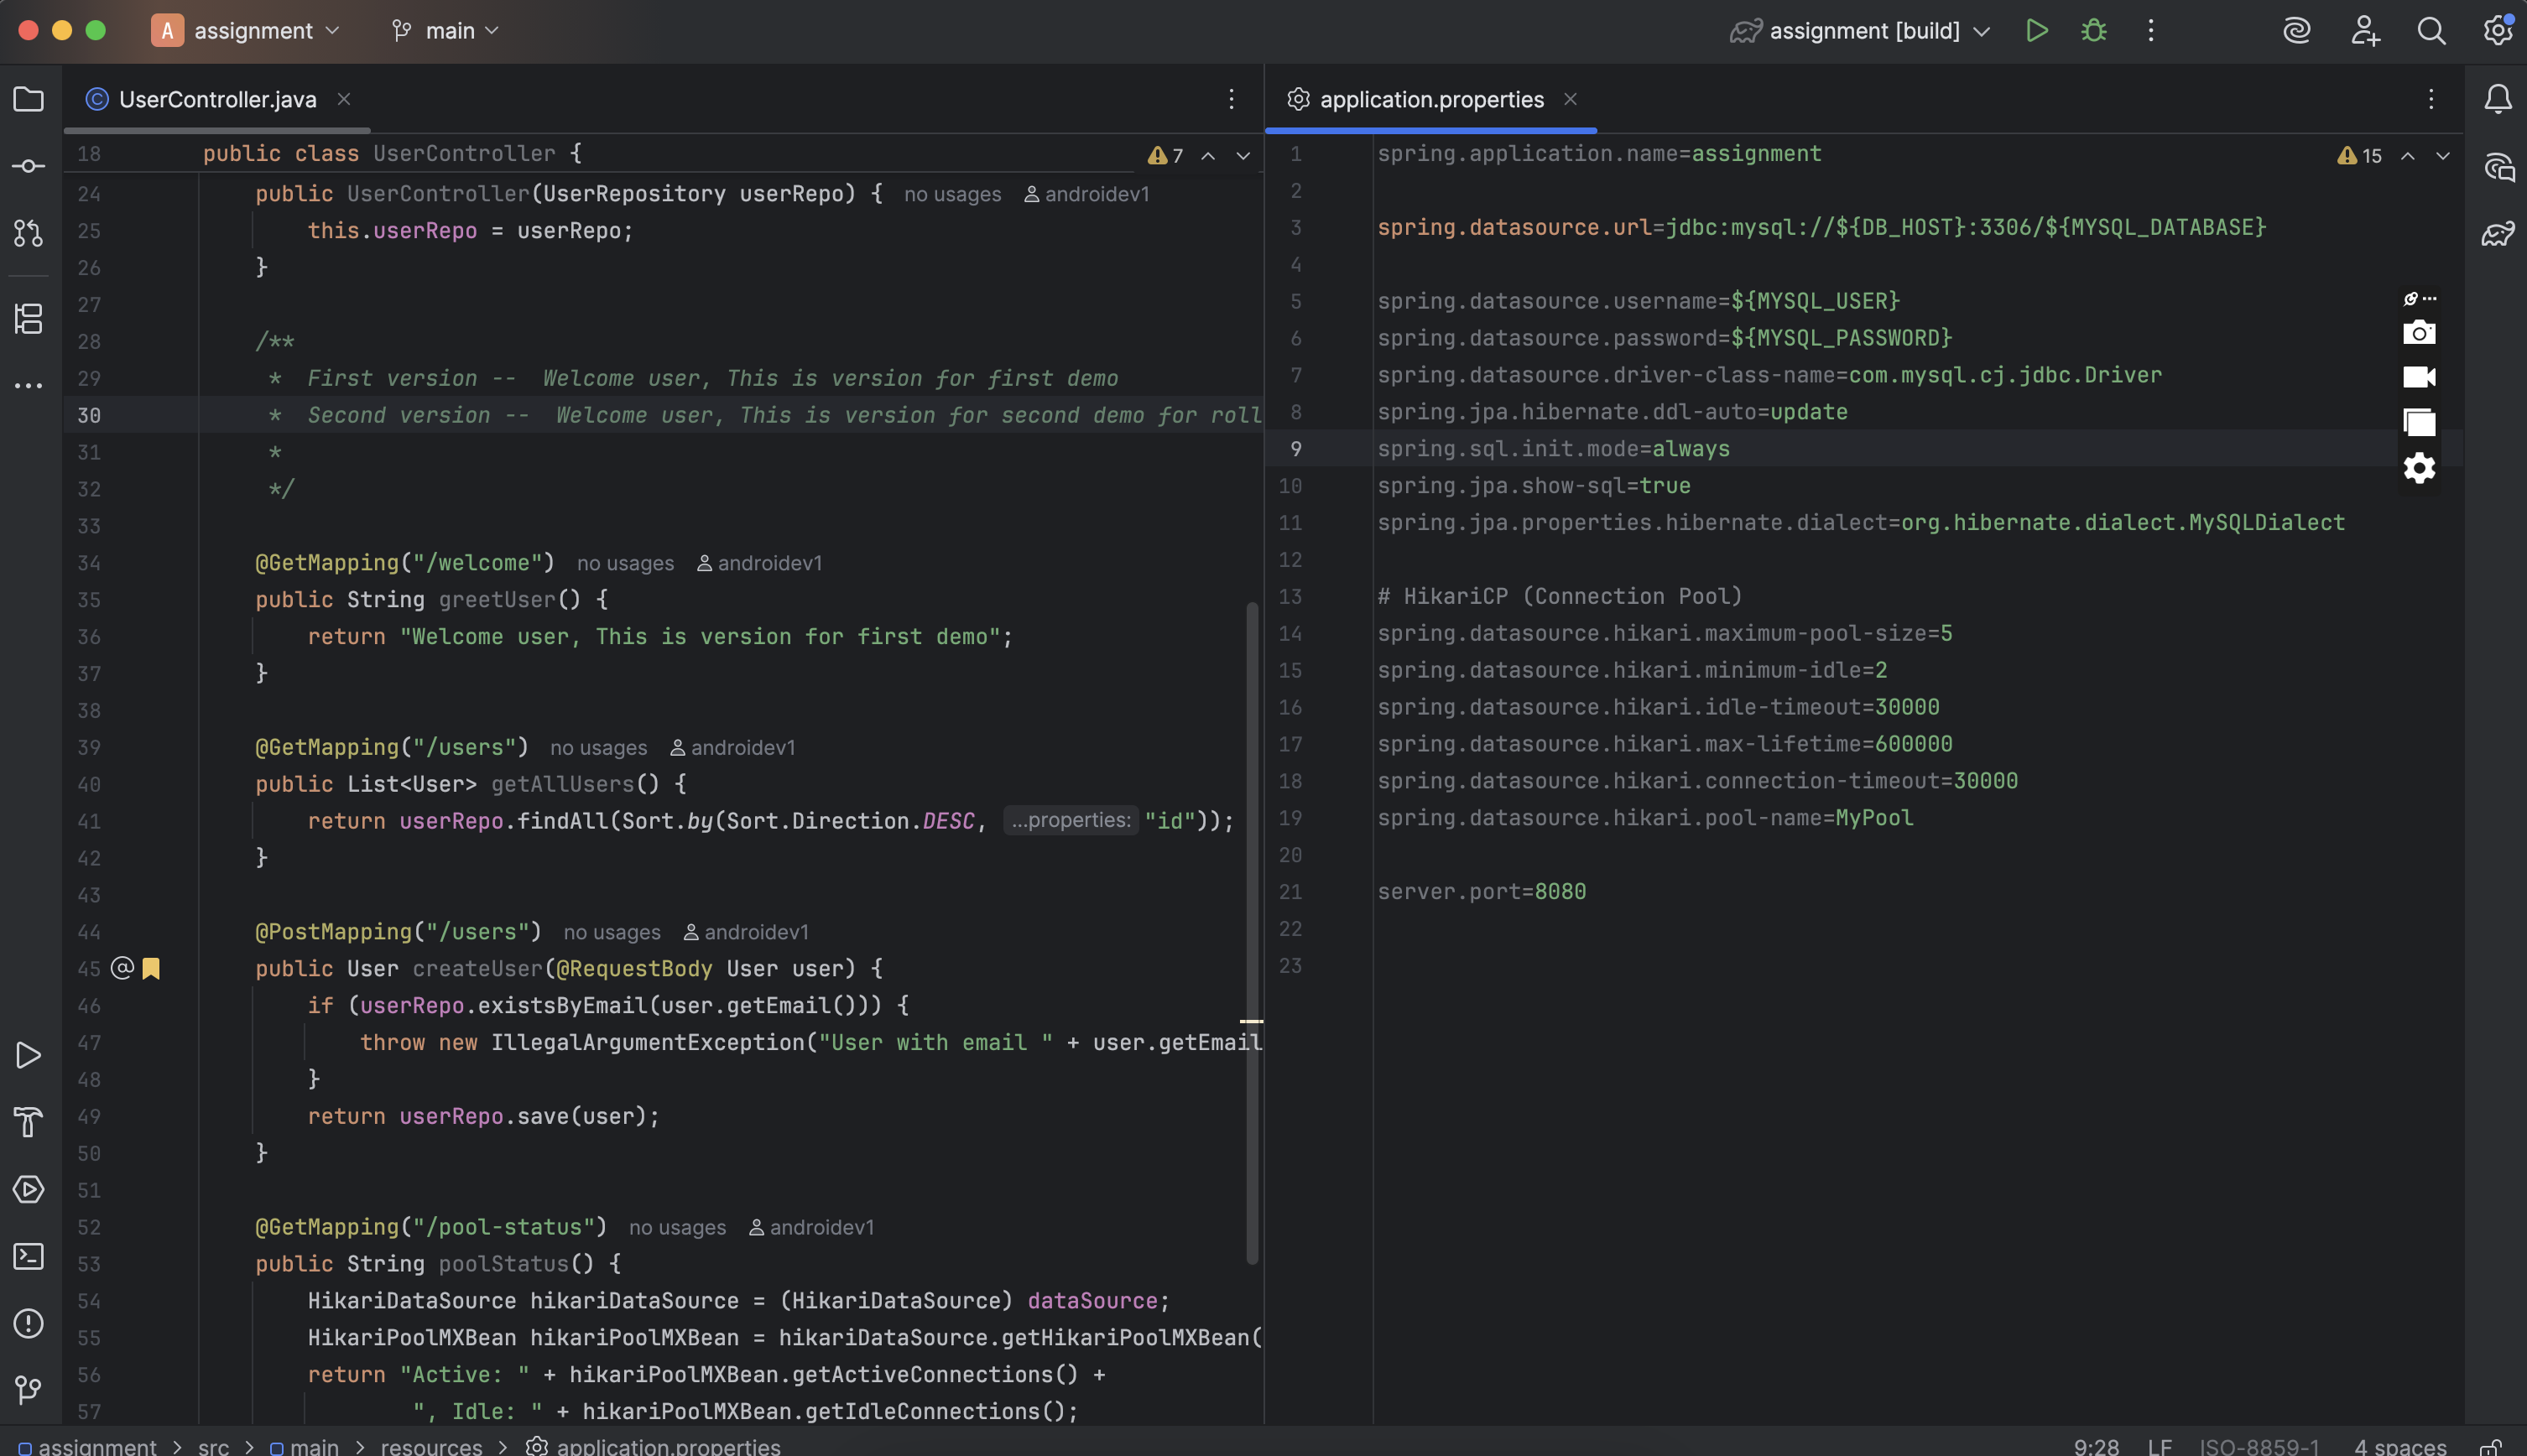 A assignment main assignment [build]
UserController.java
18 public class UserController { 7
24 public UserController(UserRepository userRepo) { no usages androidev1
25 this.userRepo = userRepo;
26 }
27
28 /**
29 * First version -- Welcome user, This is version for first demo
30 * Second version -- Welcome user, This is version for second demo for roll
31 *
32 */
33
34 @GetMapping("/welcome") no usages androidev1
35 public String greetUser() {
36 return "Welcome user, This is version for first demo";
37 }
38
39 @GetMapping("/users") no usages androidev1
40 public List<User> getAllUsers() {
41 return userRepo.findAll(Sort.by(Sort.Direction.DESC, ...properties: "id"));
42 }
43
44 @PostMapping("/users") no usages androidev1
45 public User createUser(@RequestBody User user) {
46 if (userRepo.existsByEmail(user.getEmail())) {
47 throw new IllegalArgumentException("User with email " + user.getEmail
48 }
49 return userRepo.save(user);
50 }
51
52 @GetMapping("/pool-status") no usages androidev1
53 public String poolStatus() {
54 HikariDataSource hikariDataSource = (HikariDataSource) dataSource;
55 HikariPoolMXBean hikariPoolMXBean = hikariDataSource.getHikariPoolMXBean(
56 return "Active: " + hikariPoolMXBean.getActiveConnections() +
57 ", Idle: " + hikariPoolMXBean.getIdleConnections();
application.properties
1 spring.application.name=assignment 15
2
3 spring.datasource.url=jdbc:mysql://${DB_HOST}:3306/${MYSQL_DATABASE}
4
5 spring.datasource.username=${MYSQL_USER}
6 spring.datasource.password=${MYSQL_PASSWORD}
7 spring.datasource.driver-class-name=com.mysql.cj.jdbc.Driver
8 spring.jpa.hibernate.ddl-auto=update
9 spring.sql.init.mode=always
10 spring.jpa.show-sql=true
11 spring.jpa.properties.hibernate.dialect=org.hibernate.dialect.MySQLDialect
12
13 # HikariCP (Connection Pool)
14 spring.datasource.hikari.maximum-pool-size=5
15 spring.datasource.hikari.minimum-idle=2
16 spring.datasource.hikari.idle-timeout=30000
17 spring.datasource.hikari.max-lifetime=600000
18 spring.datasource.hikari.connection-timeout=30000
19 spring.datasource.hikari.pool-name=MyPool
20
21 server.port=8080
22
23
assignment > src > main > resources > application.properties 9:28 LF ISO-8859-1 4 spaces